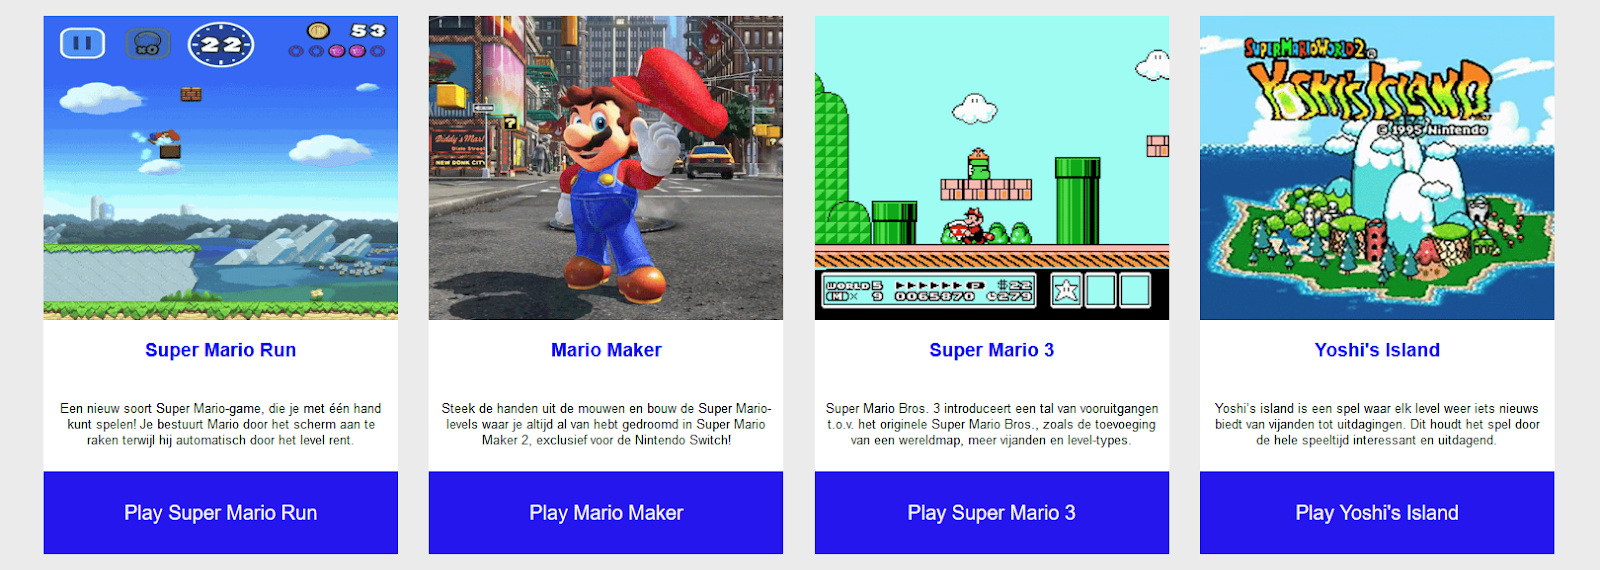 53
22
x0
Diddy's Mart
Dixie Street
NEW DONK CITY
?
WORLD 5
P
$22
M x 9 0065870 279
SUPER MARIO WORLD 2
YOSHI'S ISLAND
© 1995 Nintendo
Super Mario Run
Een nieuw soort Super Mario-game, die je met één hand
kunt spelen! Je bestuurt Mario door het scherm aan te
raken terwijl hij automatisch door het level rent.
Play Super Mario Run
Mario Maker
Steek de handen uit de mouwen en bouw de Super Mario-
levels waar je altijd al van hebt gedroomd in Super Mario
Maker 2, exclusief voor de Nintendo Switch!
Play Mario Maker
Super Mario 3
Super Mario Bros. 3 introduceert een tal van vooruitgangen
t.o.v. het originele Super Mario Bros., zoals de toevoeging
van een wereldmap, meer vijanden en level-types.
Play Super Mario 3
Yoshi's Island
Yoshi's island is een spel waar elk level weer iets nieuws
biedt van vijanden tot uitdagingen. Dit houdt het spel door
de hele speeltijd interessant en uitdagend.
Play Yoshi's Island